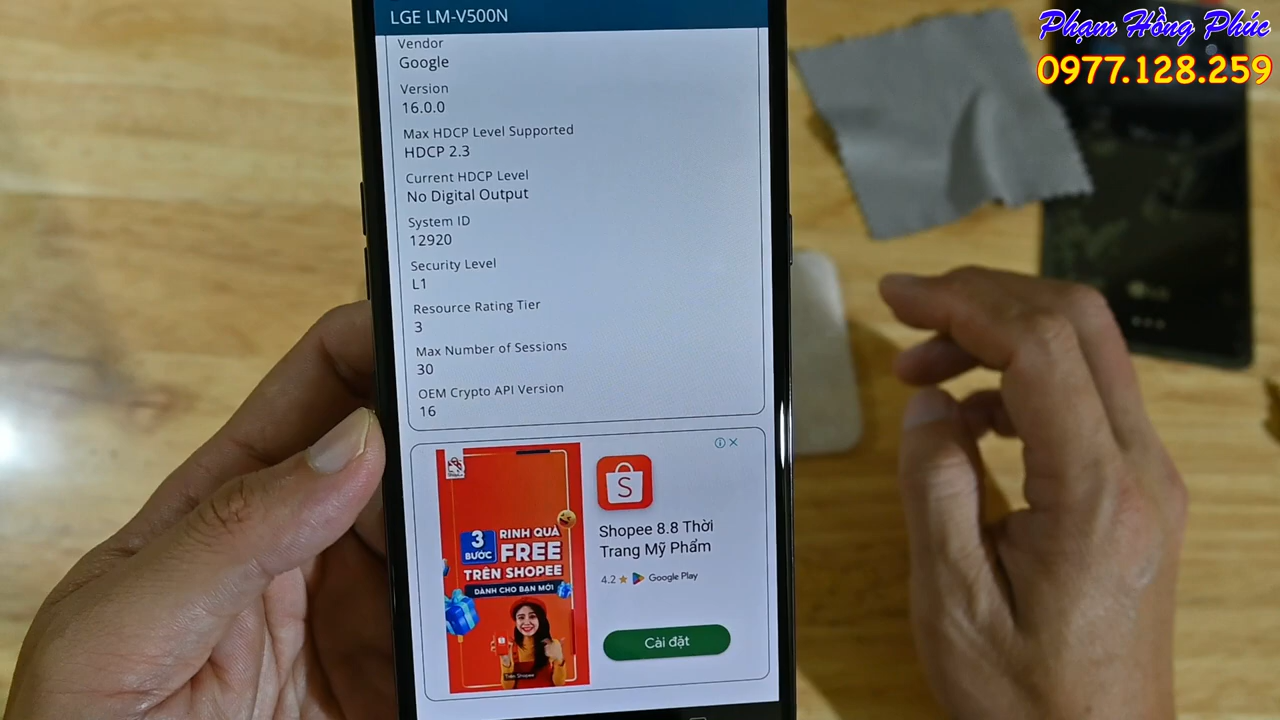 LGE LM-V500N
Phạm Hồng Phúc
0977.128.259
Vendor
Google
Version
16.0.0
Max HDCP Level Supported
HDCP 2.3
Current HDCP Level
No Digital Output
System ID
12920
Security Level
L1
Resource Rating Tier
3
Max Number of Sessions
30
OEM Crypto API Version
16
3 BƯỚC
RINH QUÀ
FREE
TRÊN SHOPEE
DÀNH CHO BẠN MỚI
Trên Shopee
S
Shopee 8.8 Thời
Trang Mỹ Phẩm
4.2 ★ Google Play
Cài đặt